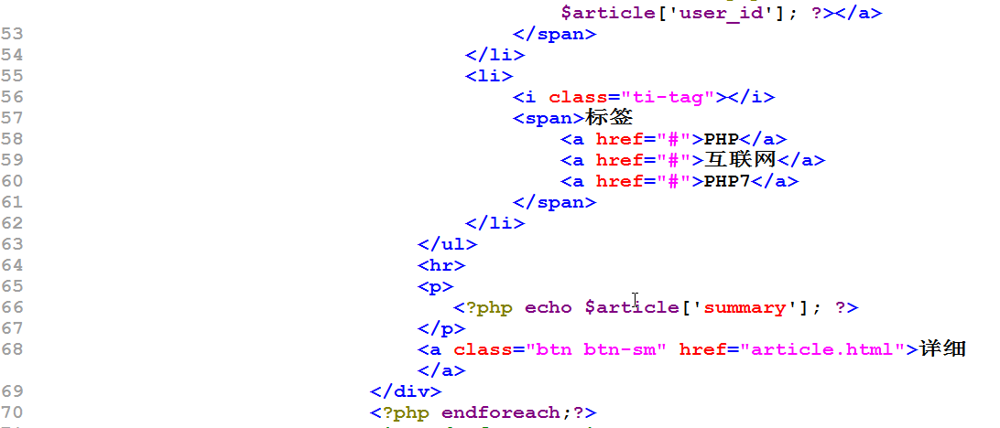 $article['user_id']; ?></a>
53 </span>
54 </li>
55 <li>
56 <i class="ti-tag"></i>
57 <span>标签
58 <a href="#">PHP</a>
59 <a href="#">互联网</a>
60 <a href="#">PHP7</a>
61 </span>
62 </li>
63 </ul>
64 <hr>
65 <p>
66 <?php echo $article['summary']; ?>
67 </p>
68 <a class="btn btn-sm" href="article.html">详细
</a>
69 </div>
70 <?php endforeach;?>